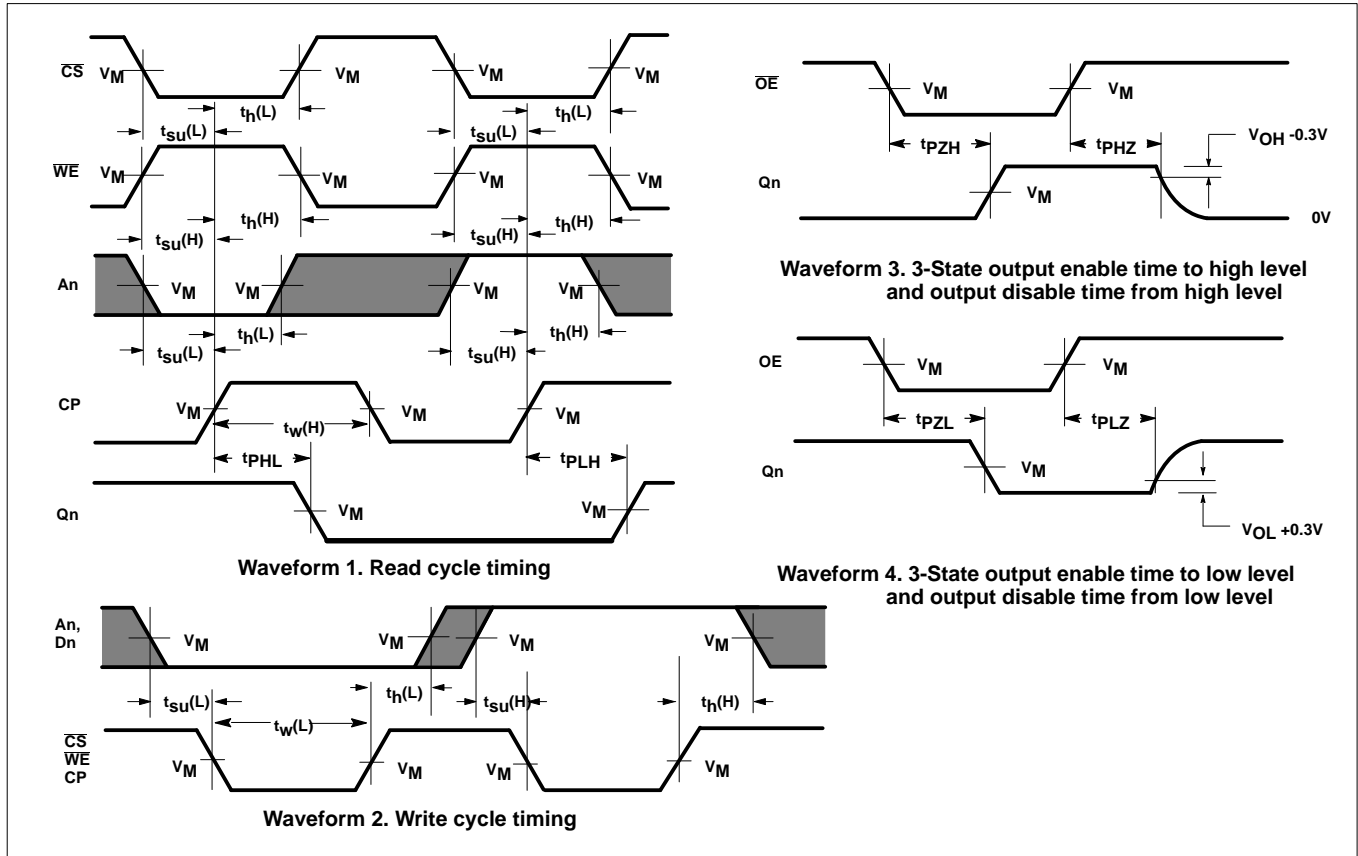 CS VM VM VM VM
th(L) th(L)
tsu(L) tsu(L)
WE VM VM VM VM
th(H) th(H)
tsu(H) tsu(H)
An VM VM VM VM
th(L) th(H)
tsu(L) tsu(H)
CP VM VM VM
tw(H)
tPHL tPLH
Qn VM VM
Waveform 1. Read cycle timing
An,
Dn VM VM VM VM
tsu(L) th(L) tsu(H) th(H)
tw(L)
CS
WE
CP
VM VM VM VM
Waveform 2. Write cycle timing
OE VM VM
tPZH tPHZ VOH -0.3V
Qn VM
0V
Waveform 3. 3-State output enable time to high level
and output disable time from high level
OE VM VM
tPZL tPLZ
Qn VM
VOL +0.3V
Waveform 4. 3-State output enable time to low level
and output disable time from low level